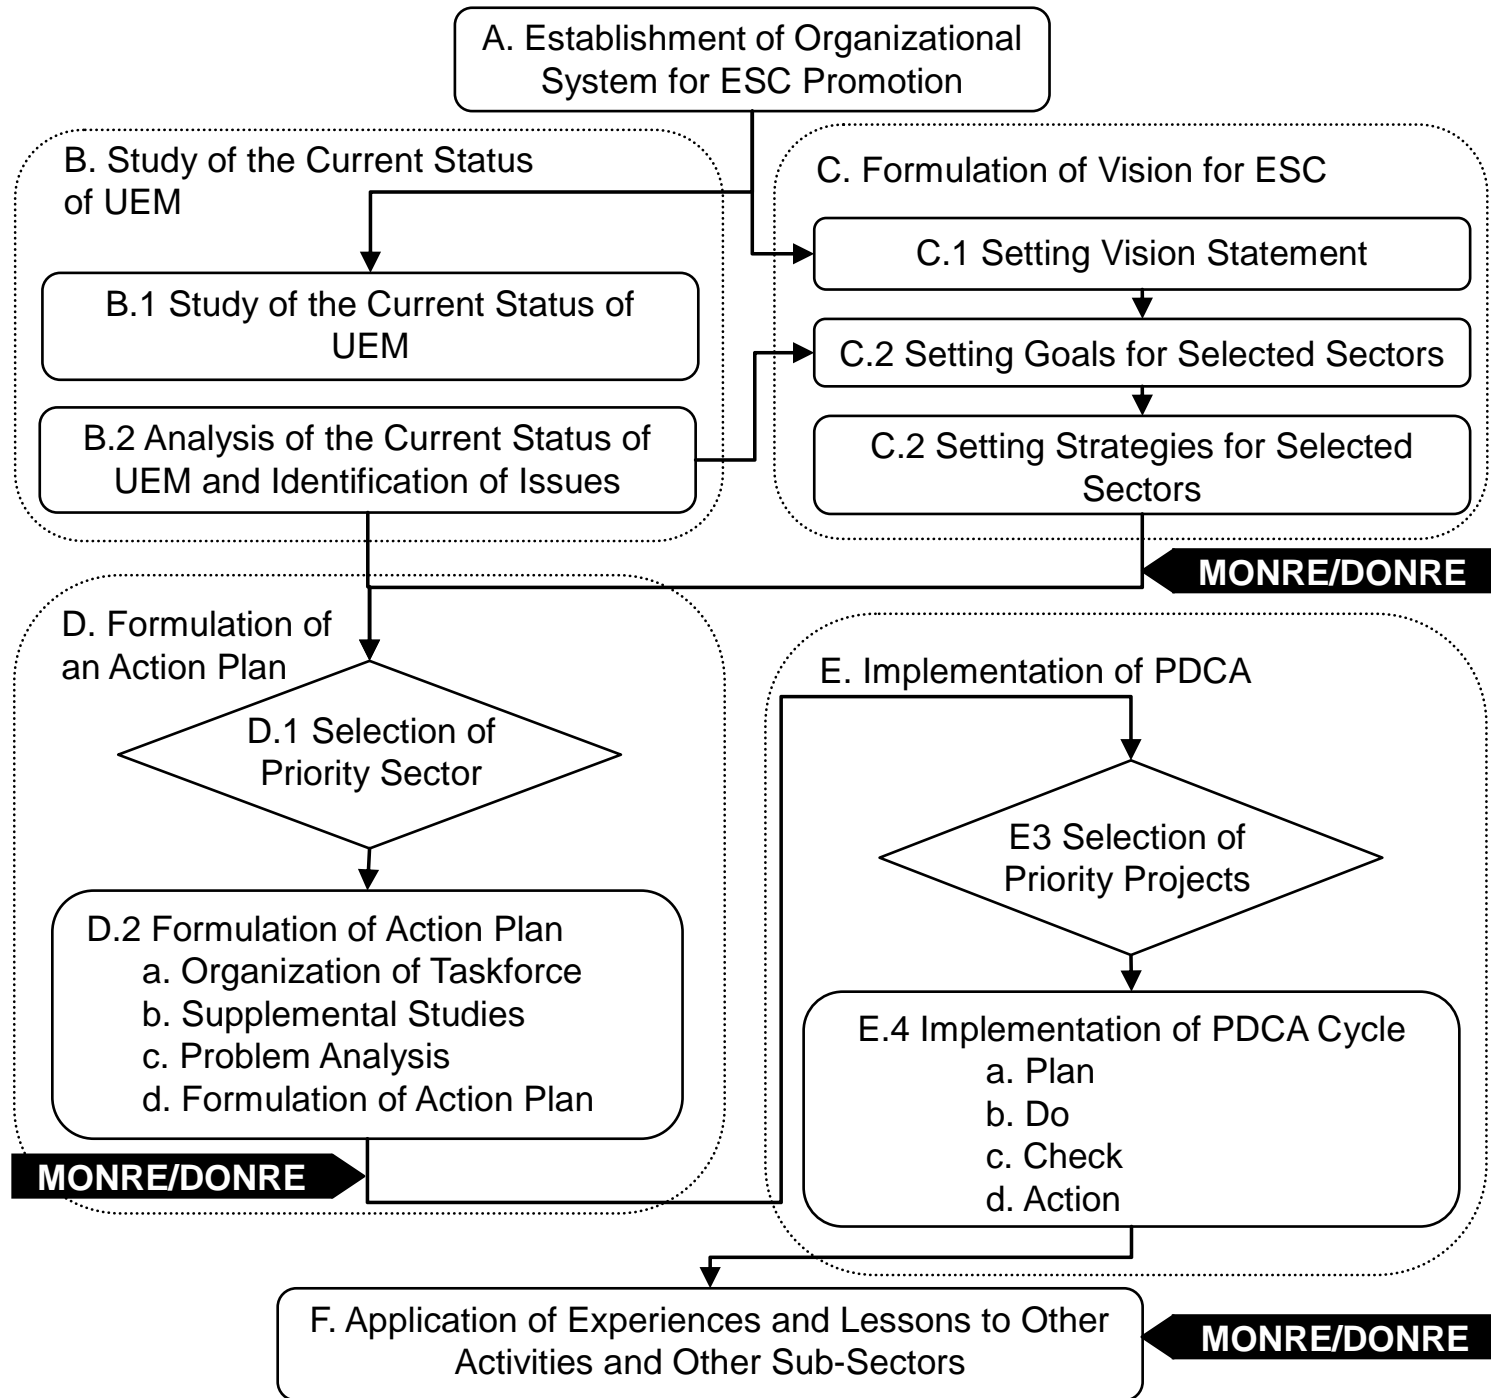 A. Establishment of Organizational
System for ESC Promotion
B. Study of the Current Status
of UEM
B.1 Study of the Current Status of
UEM
B.2 Analysis of the Current Status of
UEM and Identification of Issues
C. Formulation of Vision for ESC
C.1 Setting Vision Statement
C.2 Setting Goals for Selected Sectors
C.2 Setting Strategies for Selected
Sectors
MONRE/DONRE
D. Formulation of
an Action Plan
D.1 Selection of
Priority Sector
D.2 Formulation of Action Plan
a. Organization of Taskforce
b. Supplemental Studies
c. Problem Analysis
d. Formulation of Action Plan
MONRE/DONRE
E. Implementation of PDCA
E3 Selection of
Priority Projects
E.4 Implementation of PDCA Cycle
a. Plan
b. Do
c. Check
d. Action
F. Application of Experiences and Lessons to Other
Activities and Other Sub-Sectors
MONRE/DONRE